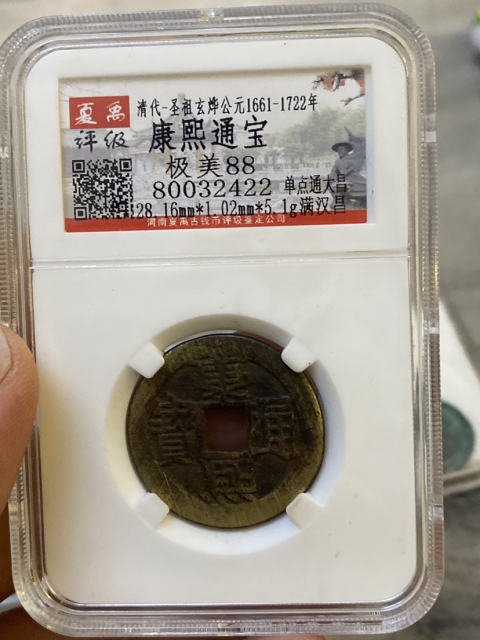 夏禹
评级
清代-圣祖玄烨公元1661-1722年
康熙通宝
极美88
80032422 单点通大昌
28.16mm*1.02mm*5.1g满汉昌
河南夏禹古钱币评级鉴定公司
康熙通寶